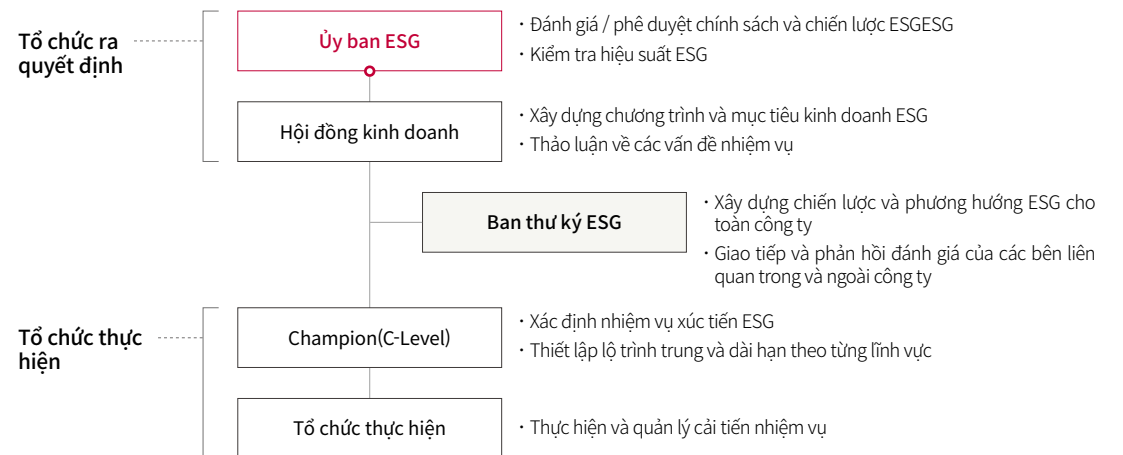 Tổ chức ra
quyết định
Ủy ban ESG
· Đánh giá / phê duyệt chính sách và chiến lược ESGESG
· Kiểm tra hiệu suất ESG
Hội đồng kinh doanh
· Xây dựng chương trình và mục tiêu kinh doanh ESG
· Thảo luận về các vấn đề nhiệm vụ
Ban thư ký ESG
· Xây dựng chiến lược và phương hướng ESG cho
toàn công ty
· Giao tiếp và phản hồi đánh giá của các bên liên
quan trong và ngoài công ty
Tổ chức thực
hiện
Champion(C-Level)
· Xác định nhiệm vụ xúc tiến ESG
· Thiết lập lộ trình trung và dài hạn theo từng lĩnh vực
Tổ chức thực hiện
· Thực hiện và quản lý cải tiến nhiệm vụ